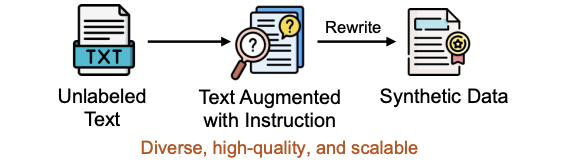 TXT
Rewrite
Unlabeled
Text
Text Augmented
with Instruction
Synthetic Data
Diverse, high-quality, and scalable